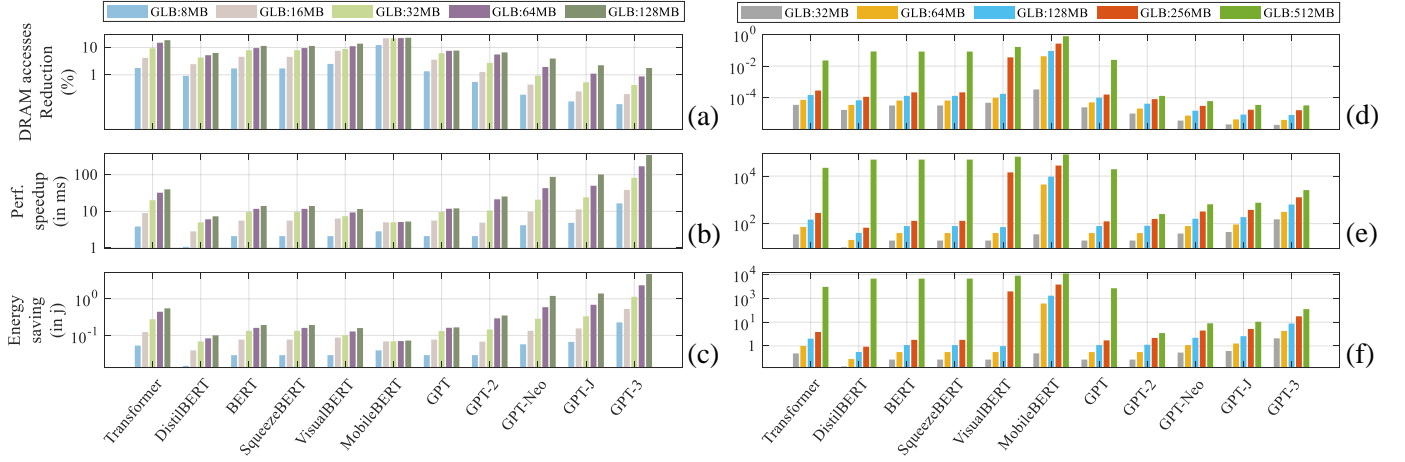 GLB:8MB GLB:16MB GLB:32MB GLB:64MB GLB:128MB
DRAM accesses
Reduction
(%)
10
1
(a)
Perf.
speedup
(in ms)
100
10
1
(b)
Energy
saving
(in j)
10^0
10^-1
(c)
Transformer
DistilBERT
BERT
SqueezeBERT
VisualBERT
MobileBERT
GPT
GPT-2
GPT-Neo
GPT-J
GPT-3
GLB:32MB GLB:64MB GLB:128MB GLB:256MB GLB:512MB
10^0
10^-2
10^-4
(d)
10^4
10^2
(e)
10^4
10^3
10^1
1
(f)
Transformer
DistilBERT
BERT
SqueezeBERT
VisualBERT
MobileBERT
GPT
GPT-2
GPT-Neo
GPT-J
GPT-3